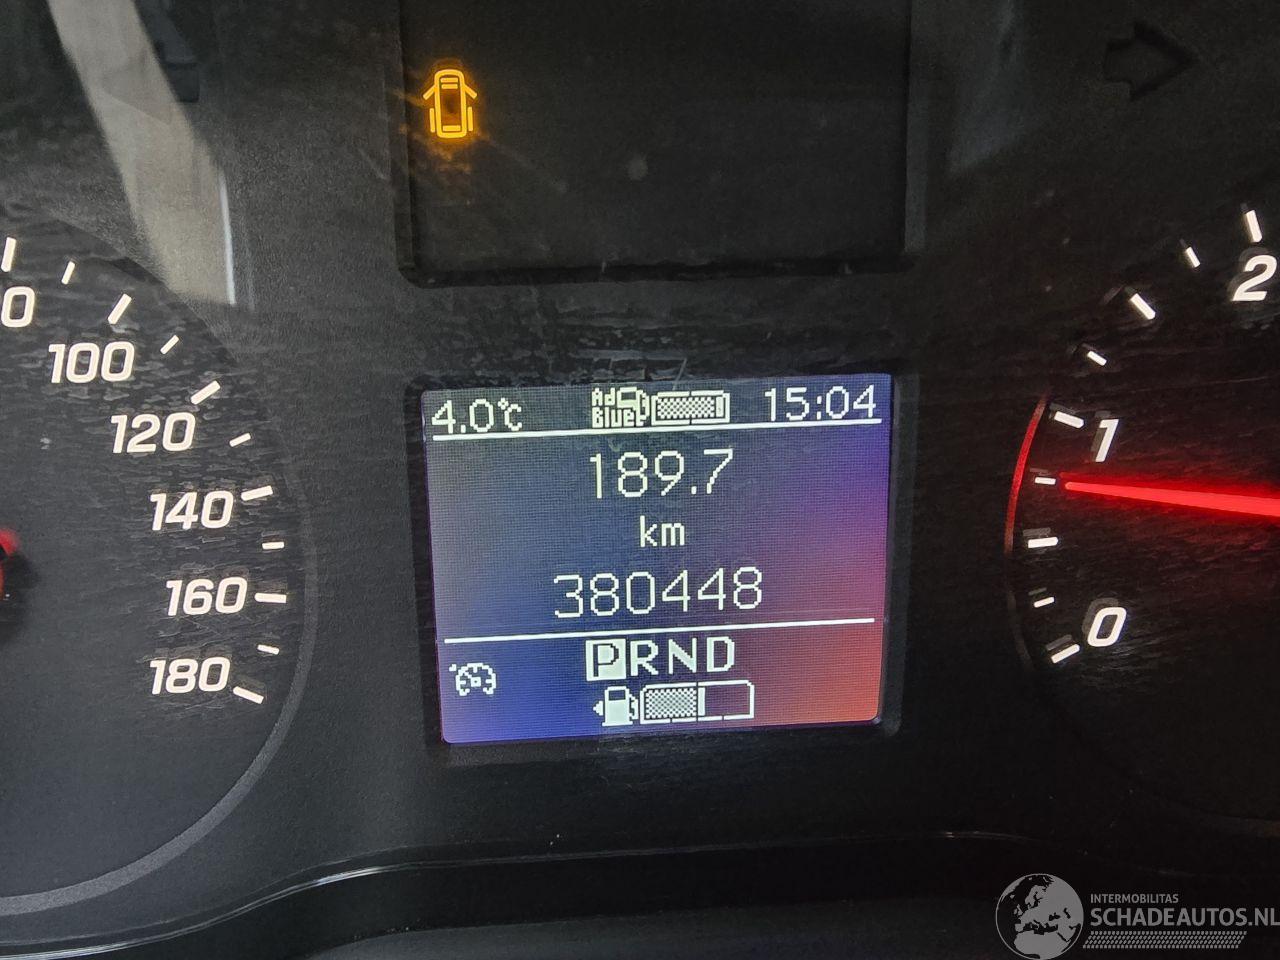 4.0°C
Ad
Blue
15:04
189.7
km
380448
PRND
0
100
120
140
160
180
2
1
0
INTERMOBILITAS
SCHADEAUTOS.NL